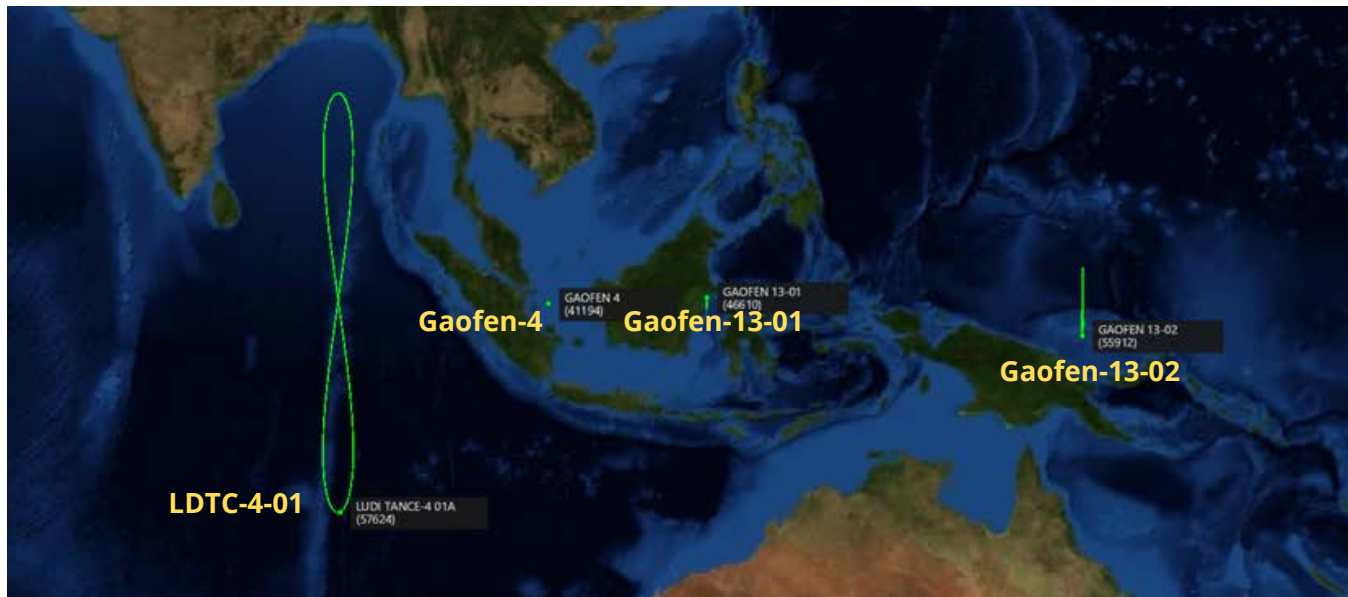 GAOFEN 4
(41194)
Gaofen-4
GAOFEN 13-01
(46610)
Gaofen-13-01
GAOFEN 13-02
(55912)
Gaofen-13-02
LDTC-4-01
LUDI TANCE-4 01A
(57624)